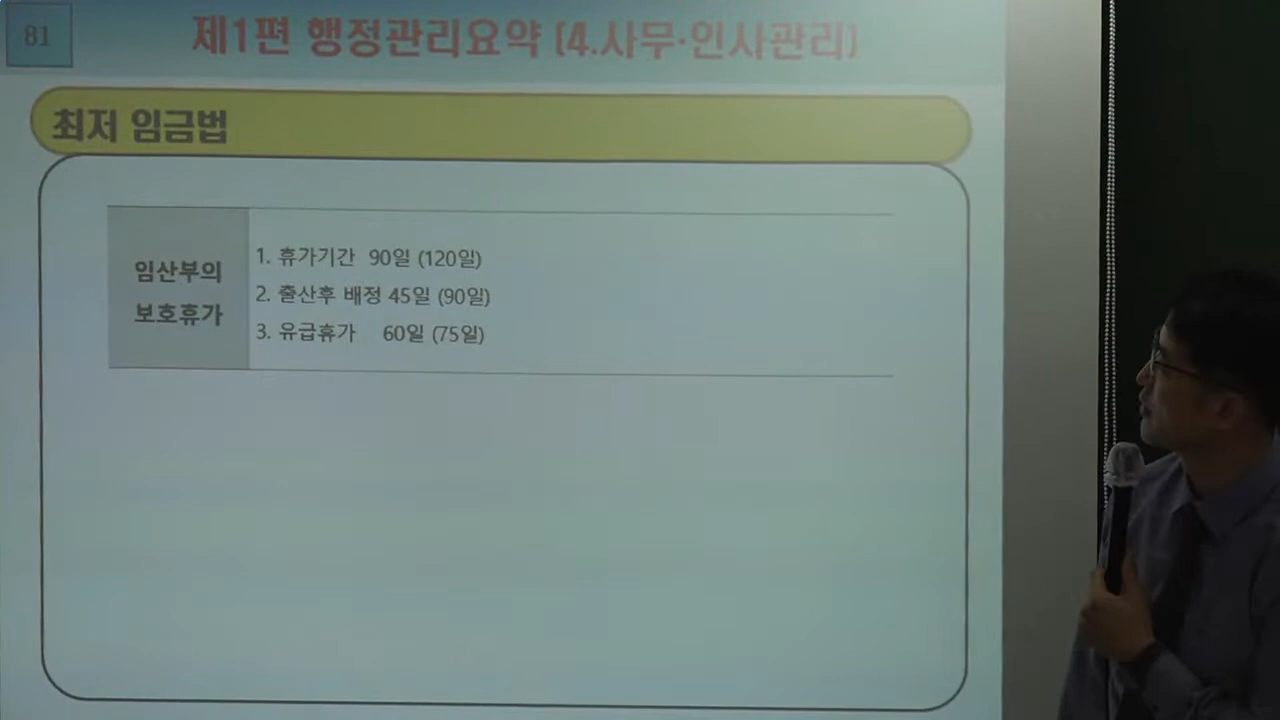 81
제1편 행정관리요약 (4.사무·인사관리)
최저 임금법
임산부의
보호휴가
1. 휴가기간 90일 (120일)
2. 출산후 배정 45일 (90일)
3. 유급휴가 60일 (75일)